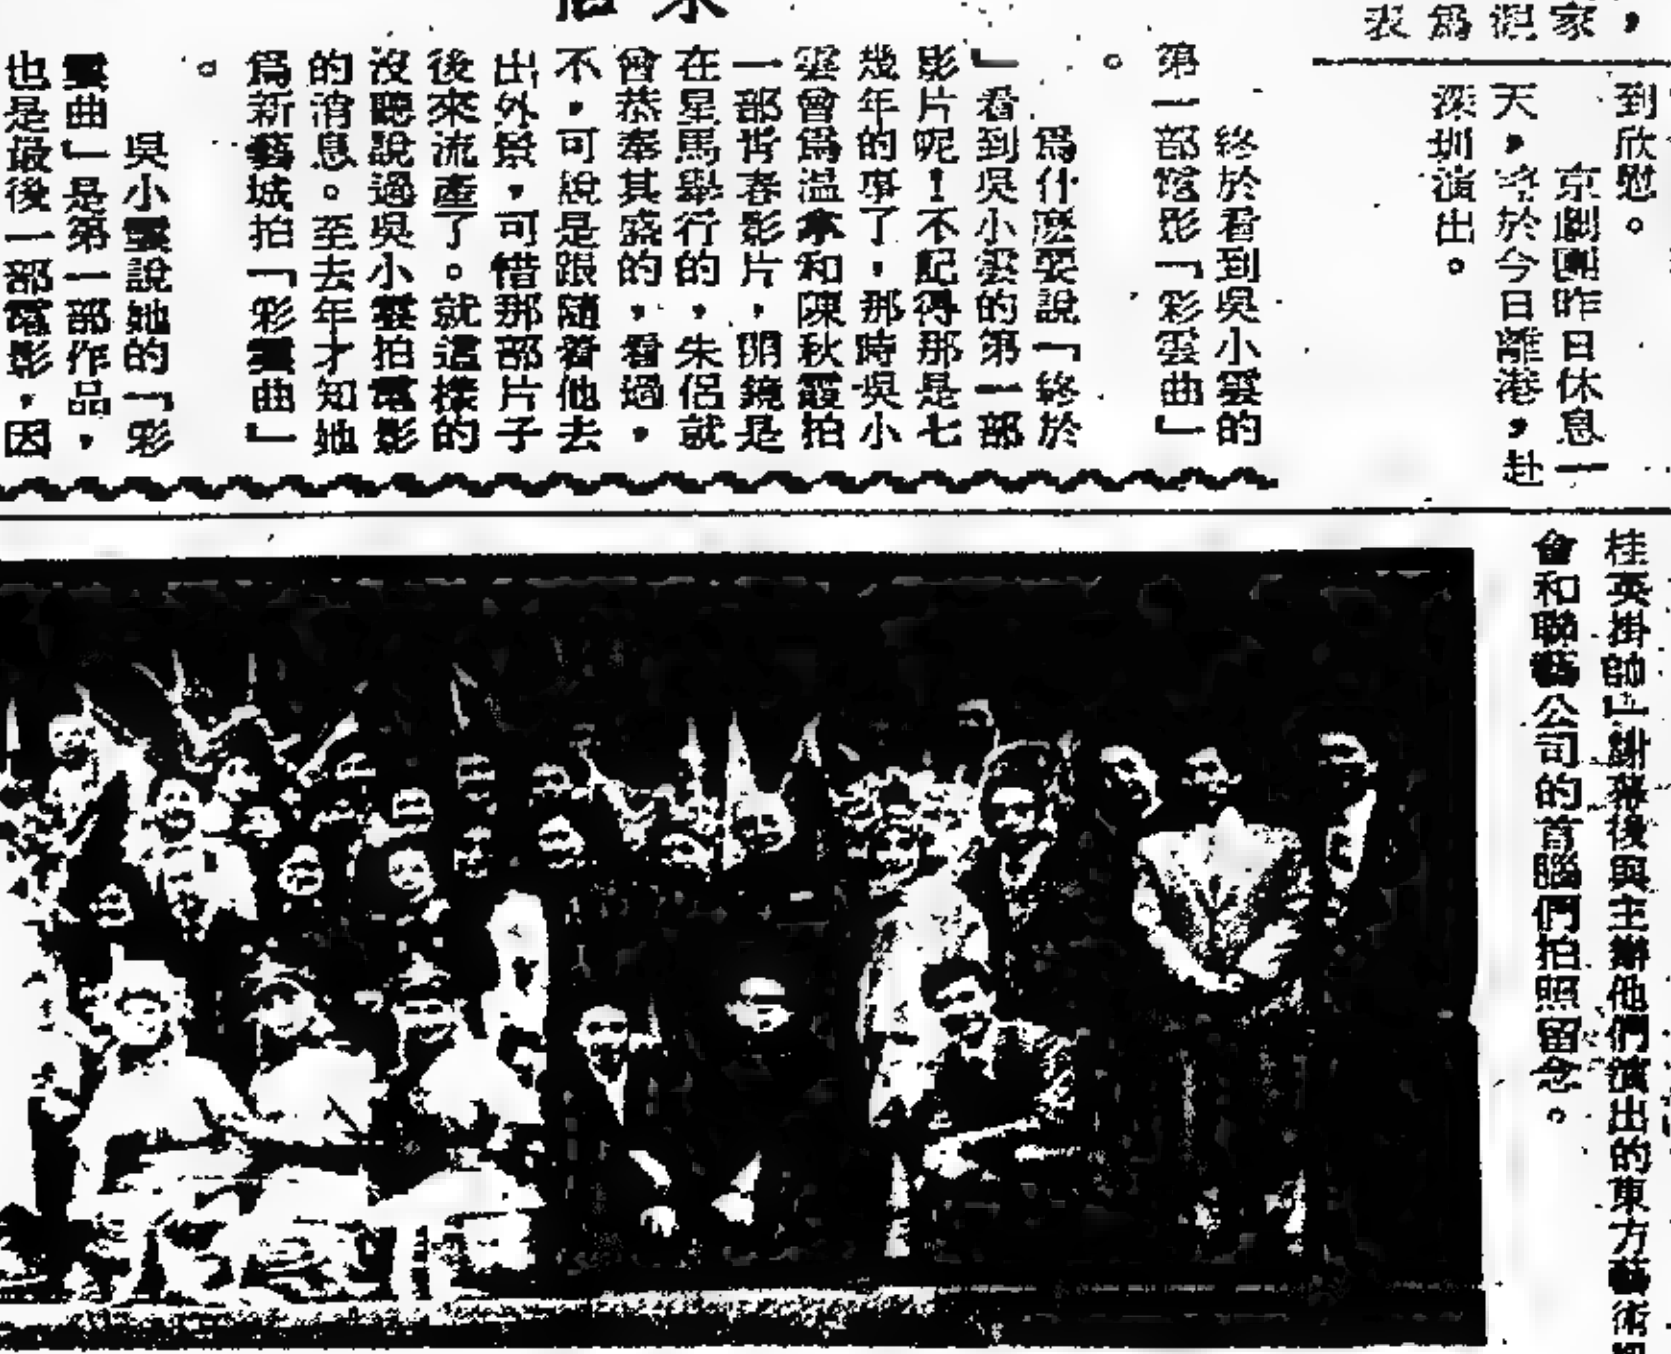 家，
到欣慰。
京劇團昨日休息一
天，將於今日離港，赴
深圳演出。
終於看到吳小雲的
第一部電影「彩雲曲」
。
為什麼要說「終於
」看到吳小雲的第一部
影片呢！不記得那是七
幾年的事了，那時吳小
雲曾為溫拿和陳秋霞拍
一部青春影片，開鏡是
在星馬舉行的，朱侶就
曾恭奉其盛的，看過，
不，可說是跟隨着他去
出外景，可惜那部片子
後來流產了。就這樣的
沒聽說過吳小雲拍電影
的消息。至去年才知她
為新藝城拍「彩雲曲」
。
吳小雲說她的「彩
雲曲」是第一部作品，
也是最後一部電影，因
桂英掛帥」謝幕後與主辦他們演出的東方藝術
會和聯藝公司的首腦們拍照留念。